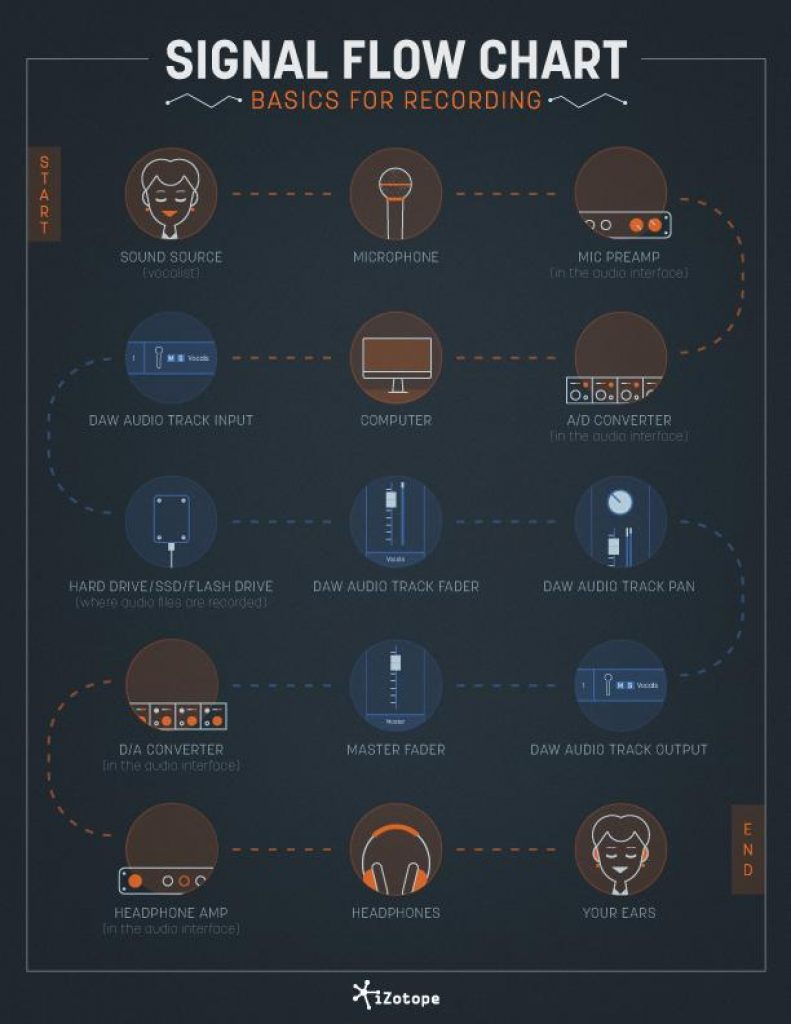 SIGNAL FLOW CHART
BASICS FOR RECORDING
START
SOUND SOURCE
(vocalist)
MICROPHONE
MIC PREAMP
(in the audio interface)
1 M S Vocals
DAW AUDIO TRACK INPUT
COMPUTER
A/D CONVERTER
(in the audio interface)
HARD DRIVE/SSD/FLASH DRIVE
(where audio files are recorded)
Vocals
DAW AUDIO TRACK FADER
DAW AUDIO TRACK PAN
D/A CONVERTER
(in the audio interface)
Master
MASTER FADER
1 M S Vocals
DAW AUDIO TRACK OUTPUT
HEADPHONE AMP
(in the audio interface)
HEADPHONES
YOUR EARS
END
iZotope